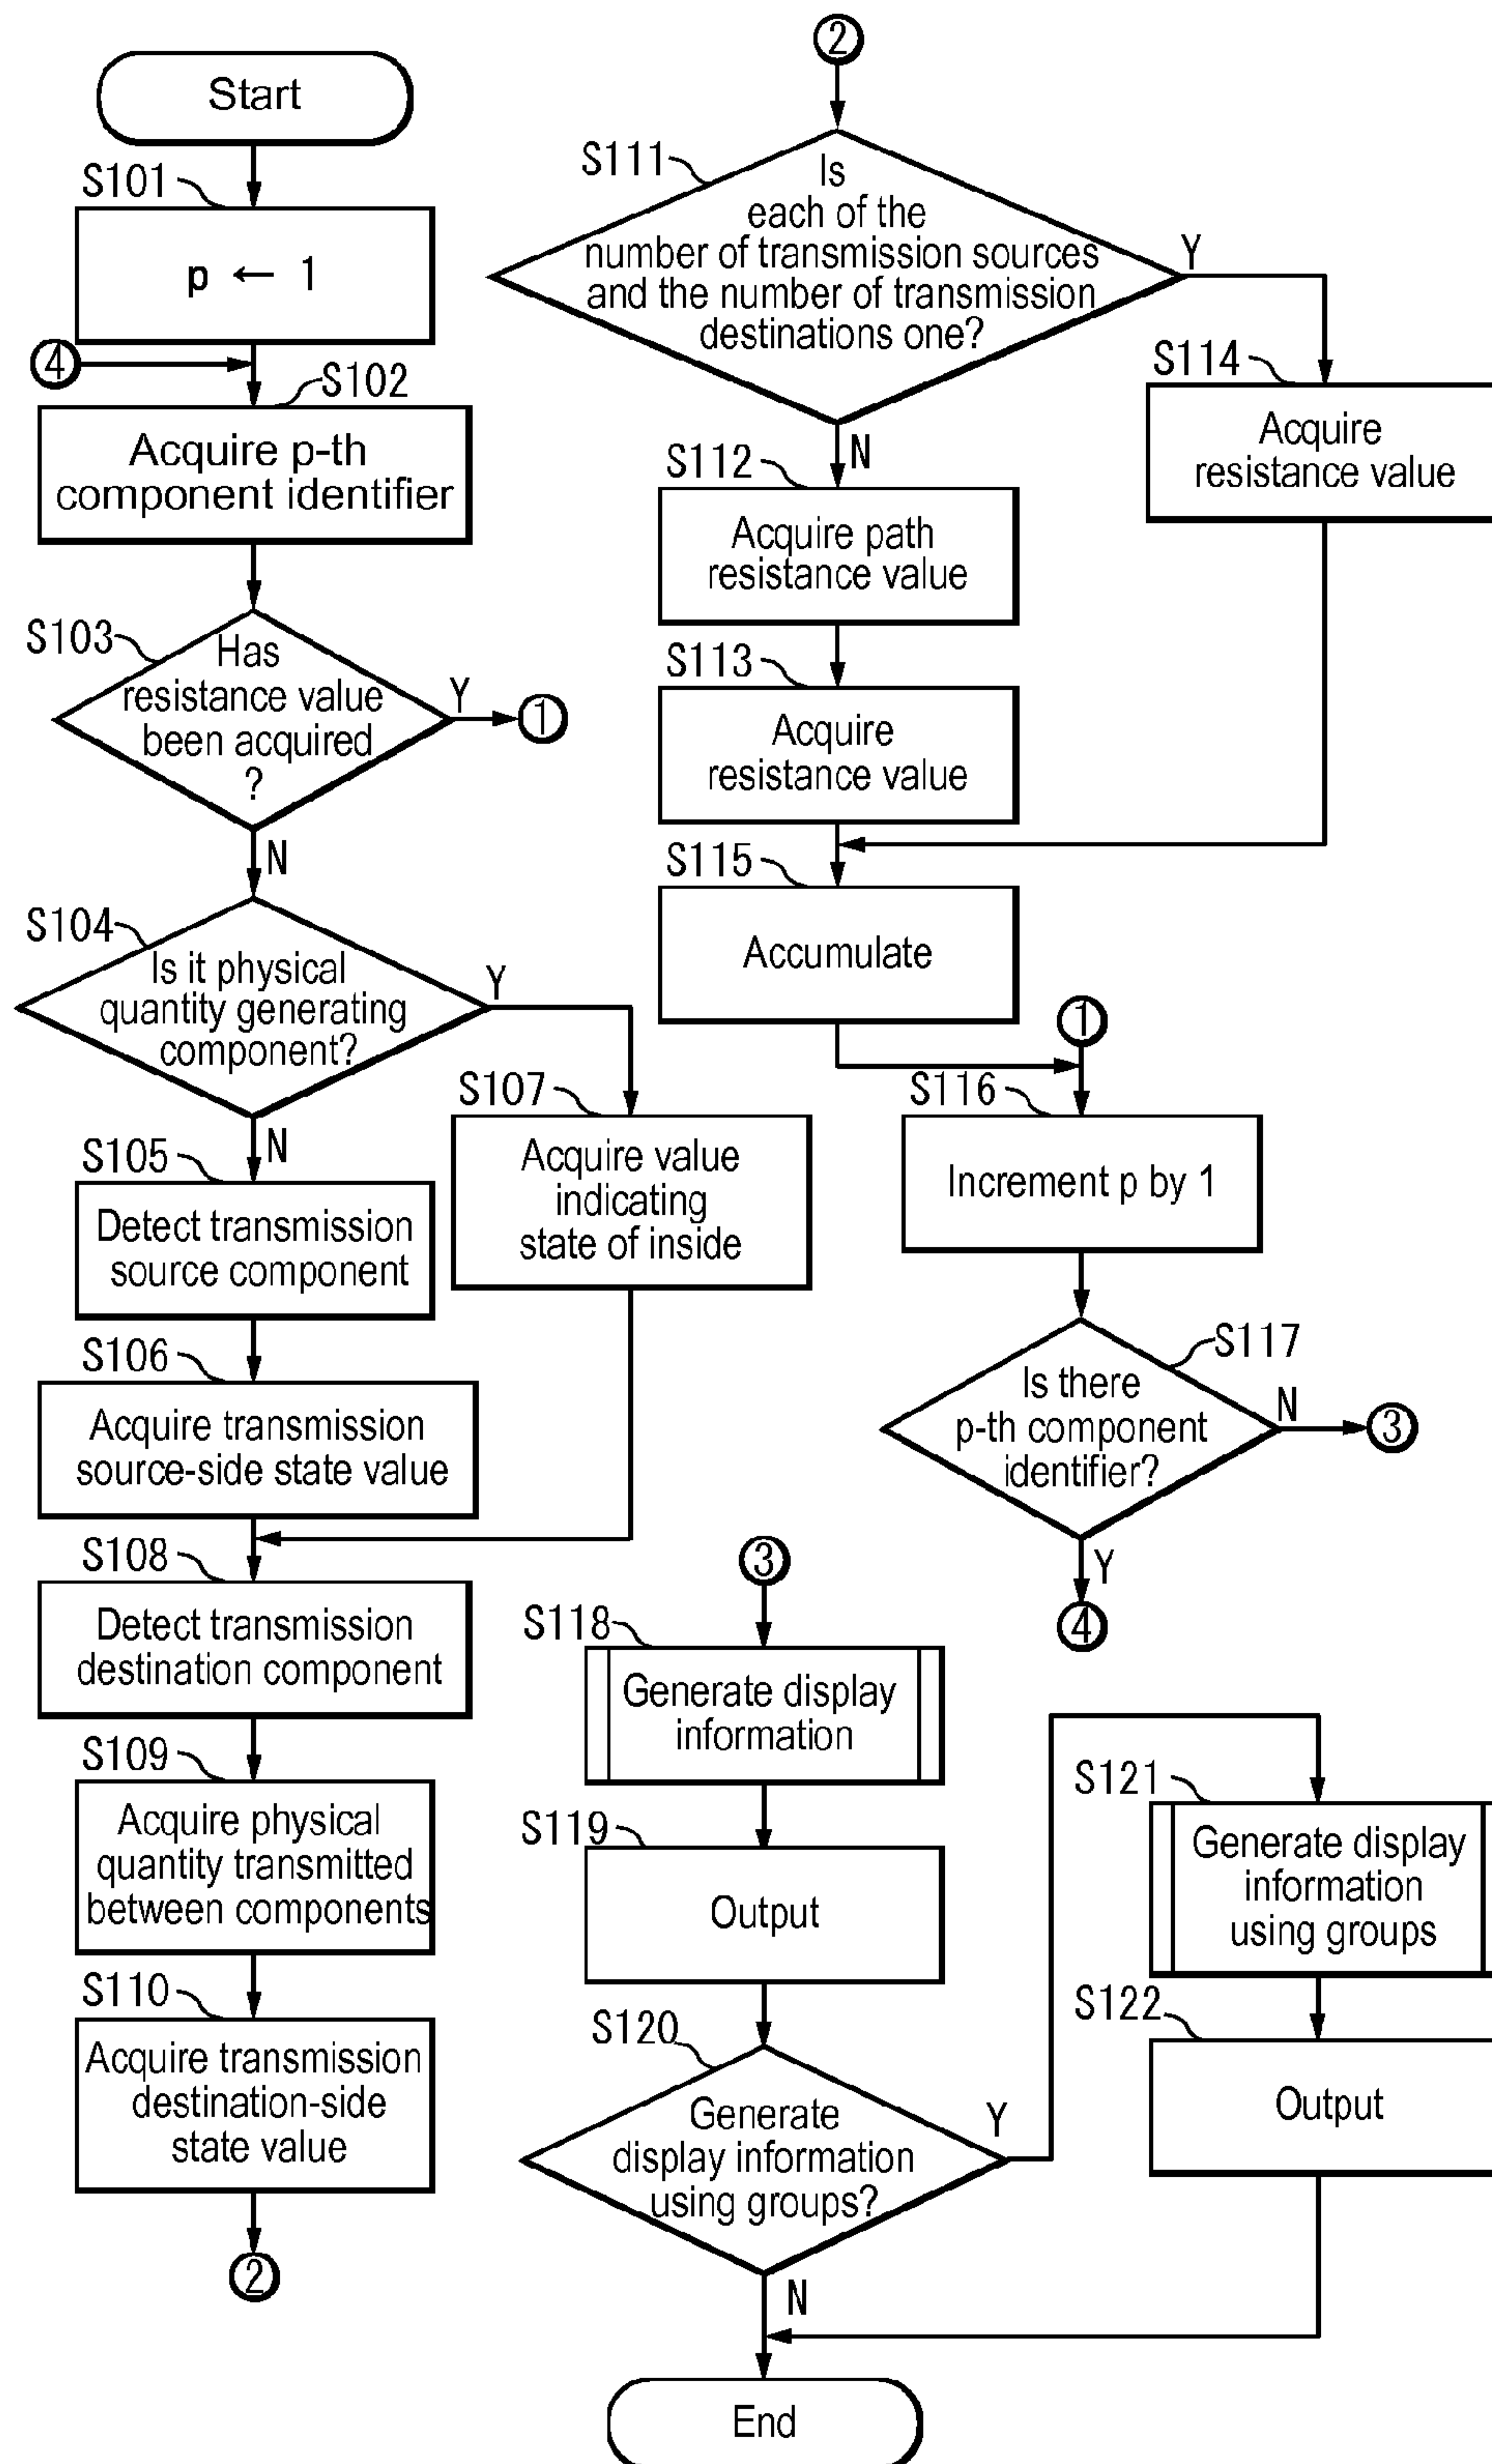 Start
S101
p ← 1
④
S102
Acquire p-th
component identifier
S103
Has
resistance value
been acquired
?
Y
①
N
S104
Is it physical
quantity generating
component?
Y
N
S105
Detect transmission
source component
S107
Acquire value
indicating
state of inside
S106
Acquire transmission
source-side state value
S108
Detect transmission
destination component
S109
Acquire physical
quantity transmitted
between components
S110
Acquire transmission
destination-side
state value
②
②
S111
Is
each of the
number of transmission sources
and the number of transmission
destinations one?
Y
N
S114
Acquire
resistance value
S112
Acquire path
resistance value
S113
Acquire
resistance value
S115
Accumulate
①
S116
Increment p by 1
S117
Is there
p-th component
identifier?
N
③
Y
④
③
S118
Generate display
information
S119
Output
S120
Generate
display information
using groups?
Y
N
S121
Generate display
information
using groups
S122
Output
End